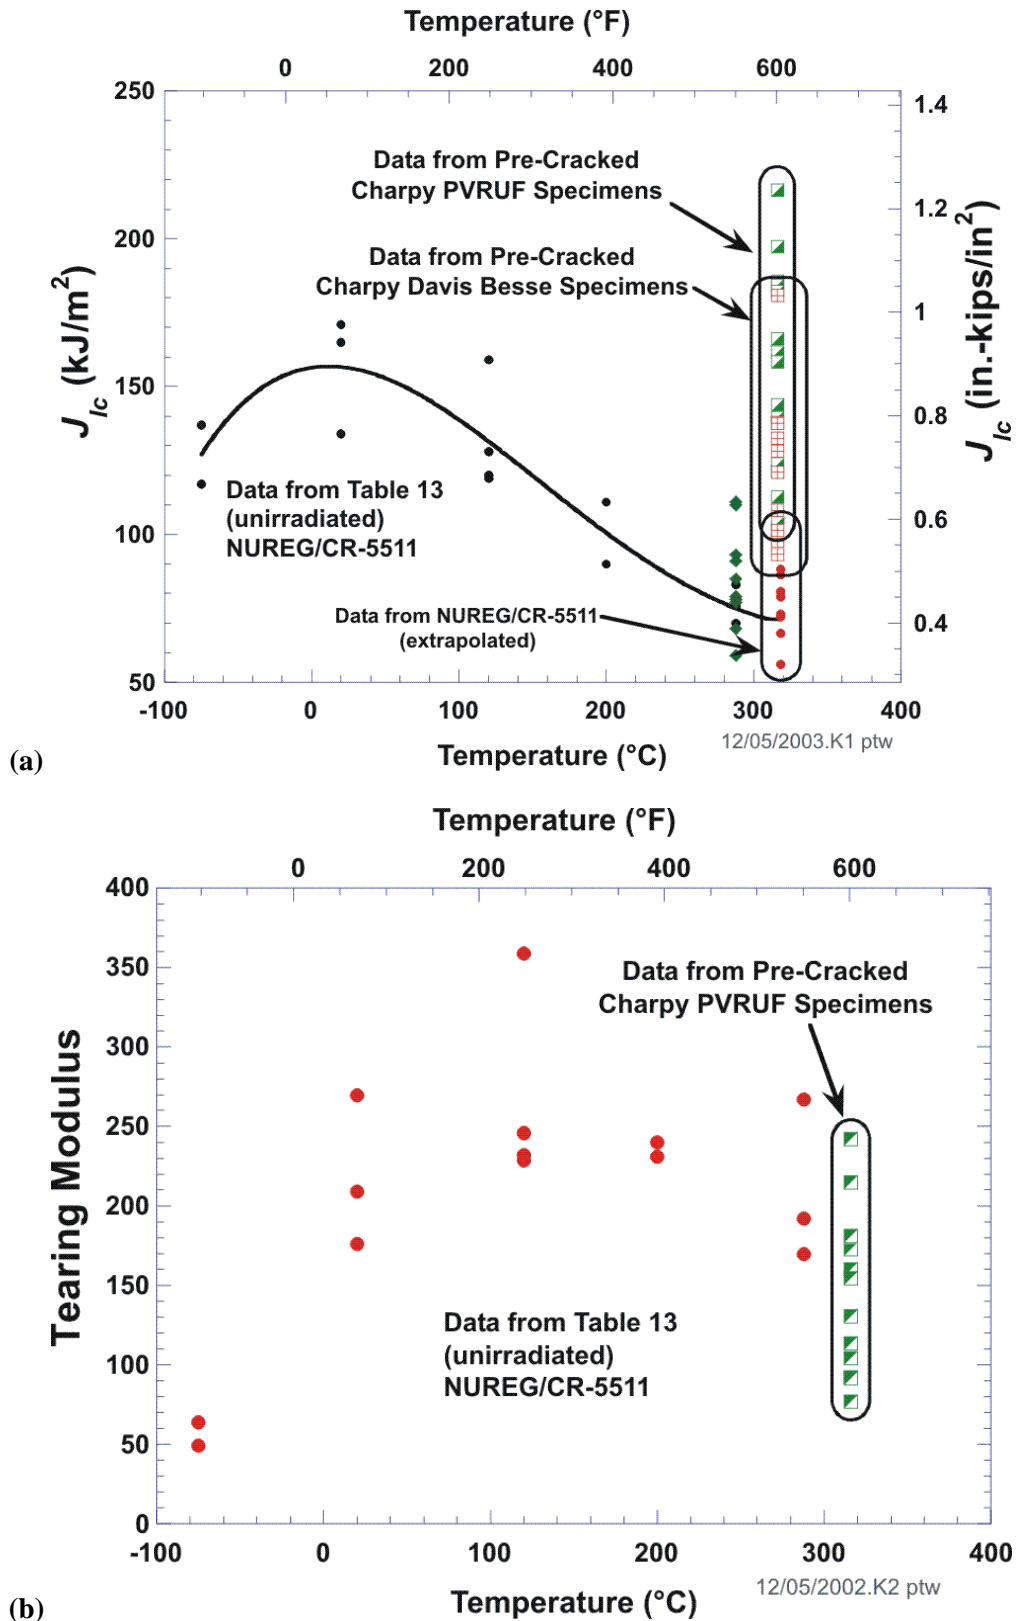 Temperature (°F)
0 200 400 600
250
200
150
100
50
J_Ic (kJ/m²)
1.4
1.2
1
0.8
0.6
0.4
J_Ic (in.-kips/in²)
Data from Pre-Cracked
Charpy PVRUF Specimens
Data from Pre-Cracked
Charpy Davis Besse Specimens
Data from Table 13
(unirradiated)
NUREG/CR-5511
Data from NUREG/CR-5511
(extrapolated)
-100 0 100 200 300 400
12/05/2003.K1 ptw
Temperature (°C)
(a)
Temperature (°F)
0 200 400 600
400
350
300
250
200
150
100
50
0
Tearing Modulus
Data from Pre-Cracked
Charpy PVRUF Specimens
Data from Table 13
(unirradiated)
NUREG/CR-5511
-100 0 100 200 300 400
12/05/2002.K2 ptw
Temperature (°C)
(b)